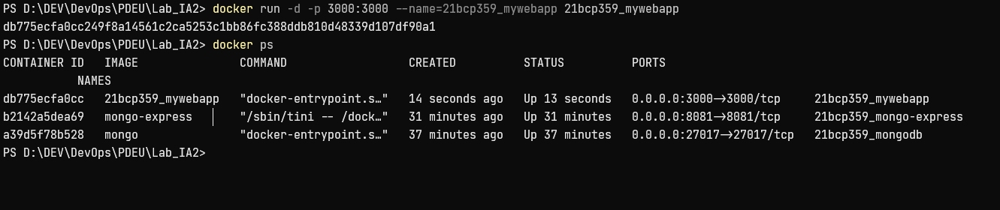 PS D:\DEV\DevOps\PDEU\Lab_IA2> docker run -d -p 3000:3000 --name=21bcp359_mywebapp 21bcp359_mywebapp
db775ecfa0cc249f8a14561c2ca5253c1bb86fc388ddb810d48339d107df90a1
PS D:\DEV\DevOps\PDEU\Lab_IA2> docker ps
CONTAINER ID   IMAGE               COMMAND                  CREATED          STATUS          PORTS
           NAMES
db775ecfa0cc   21bcp359_mywebapp   "docker-entrypoint.s…"   14 seconds ago   Up 13 seconds   0.0.0.0:3000->3000/tcp     21bcp359_mywebapp
b2142a5dea69   mongo-express       "/sbin/tini -- /dock…"   31 minutes ago   Up 31 minutes   0.0.0.0:8081->8081/tcp     21bcp359_mongo-express
a39d5f78b528   mongo               "docker-entrypoint.s…"   37 minutes ago   Up 37 minutes   0.0.0.0:27017->27017/tcp   21bcp359_mongodb
PS D:\DEV\DevOps\PDEU\Lab_IA2>